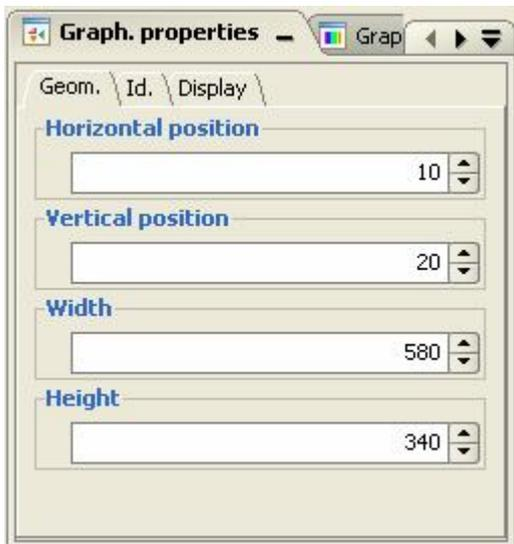 Graph. properties Grap
Geom. Id. Display
Horizontal position
10
Vertical position
20
Width
580
Height
340